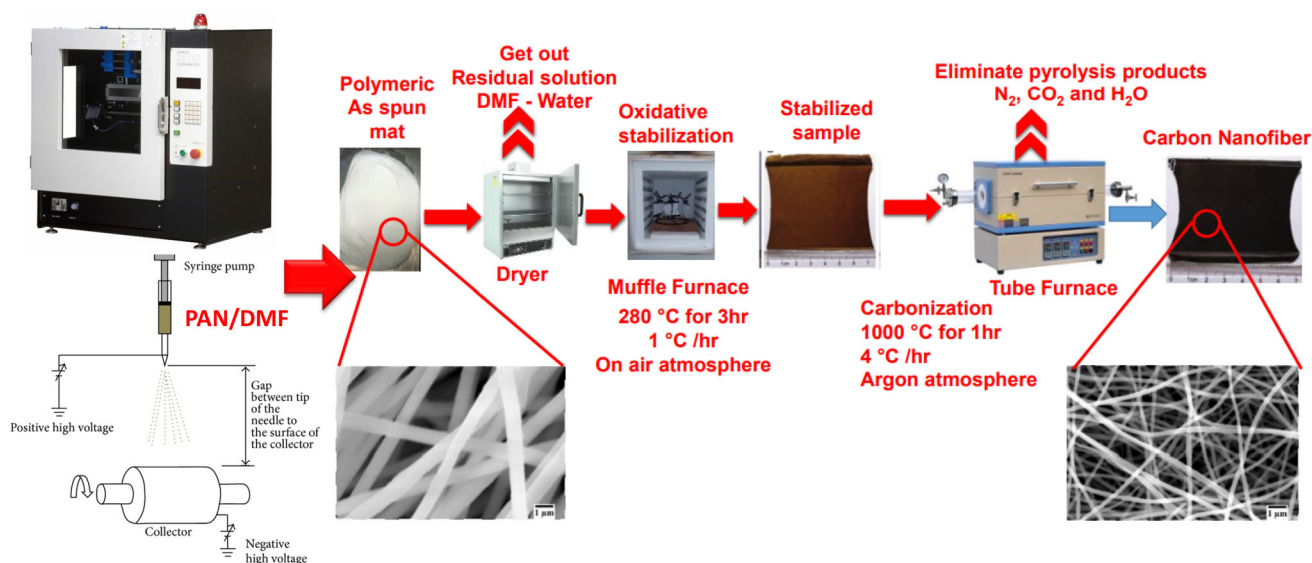 Syringe pump
PAN/DMF
Positive high voltage
Gap
between tip
of the
needle to
the surface of
the collector
Collector
Negative
high voltage
Polymeric
As spun
mat
1 μm
Get out
Residual solution
DMF - Water
Dryer
Oxidative
stabilization
Muffle Furnace
280 °C for 3hr
1 °C /hr
On air atmosphere
Stabilized
sample
Eliminate pyrolysis products
N₂, CO₂ and H₂O
Tube Furnace
Carbonization
1000 °C for 1hr
4 °C /hr
Argon atmosphere
Carbon Nanofiber
1 μm